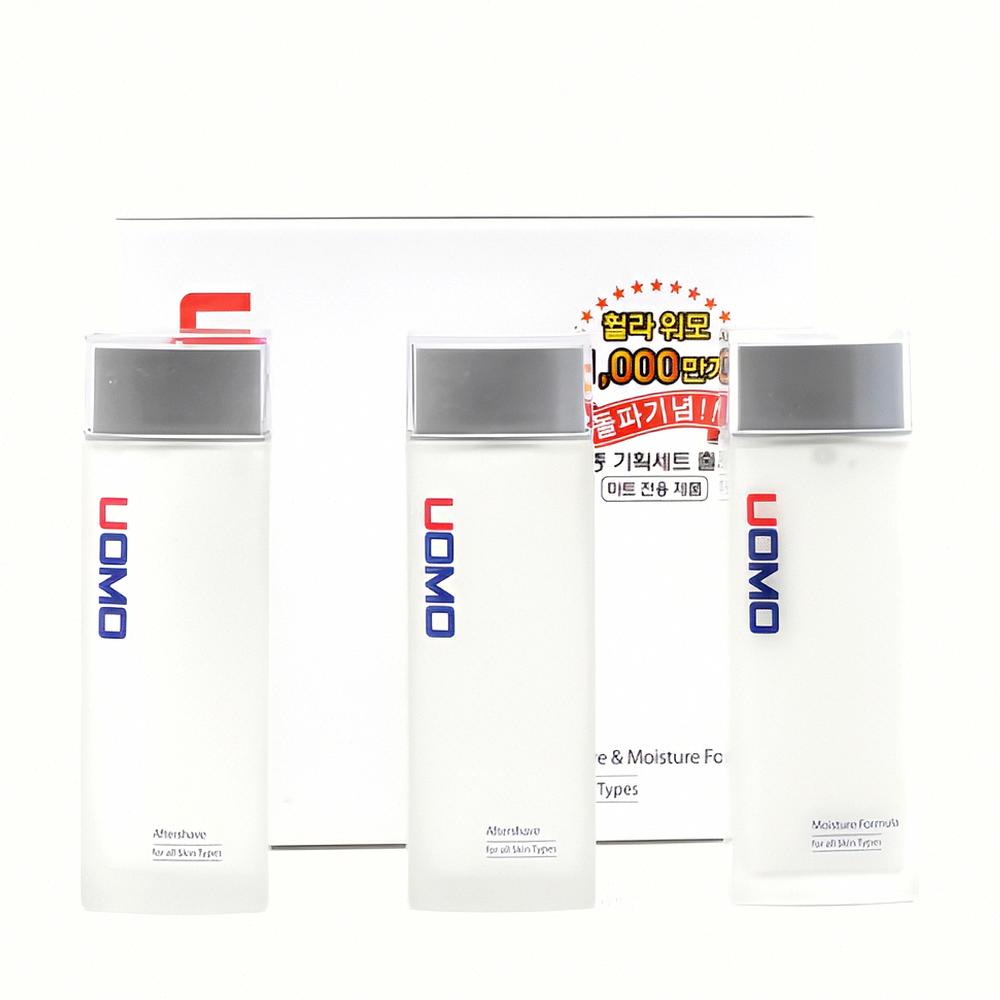 휠라 위모
1,000만개
돌파기념!
기획세트
마트 전용 제품
UOMO
UOMO
UOMO
re & Moisture Fo
Types
Aftershave
for all Skin Types
Aftershave
for all Skin Types
Moisture Formula
for all Skin Types